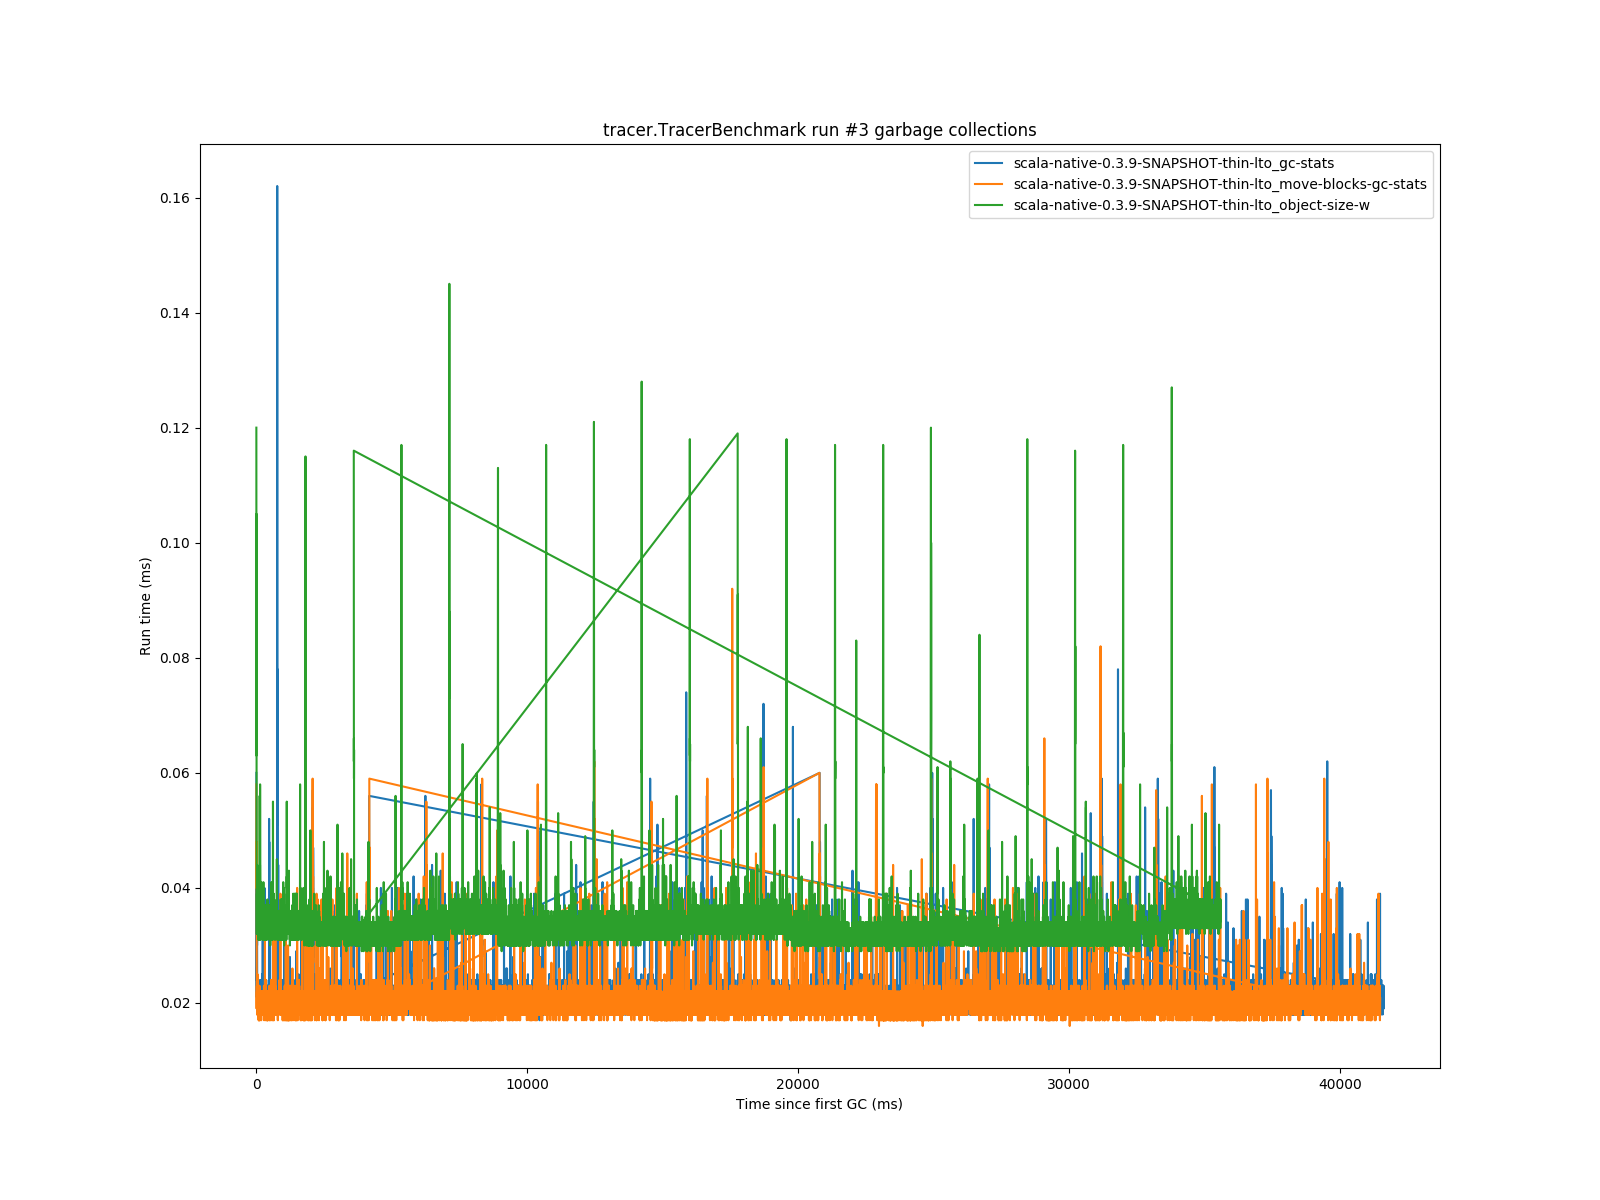 tracer.TracerBenchmark run #3 garbage collections
scala-native-0.3.9-SNAPSHOT-thin-lto_gc-stats
scala-native-0.3.9-SNAPSHOT-thin-lto_move-blocks-gc-stats
scala-native-0.3.9-SNAPSHOT-thin-lto_object-size-w
0.16
0.14
0.12
0.10
0.08
0.06
0.04
0.02
Run time (ms)
0 10000 20000 30000 40000
Time since first GC (ms)